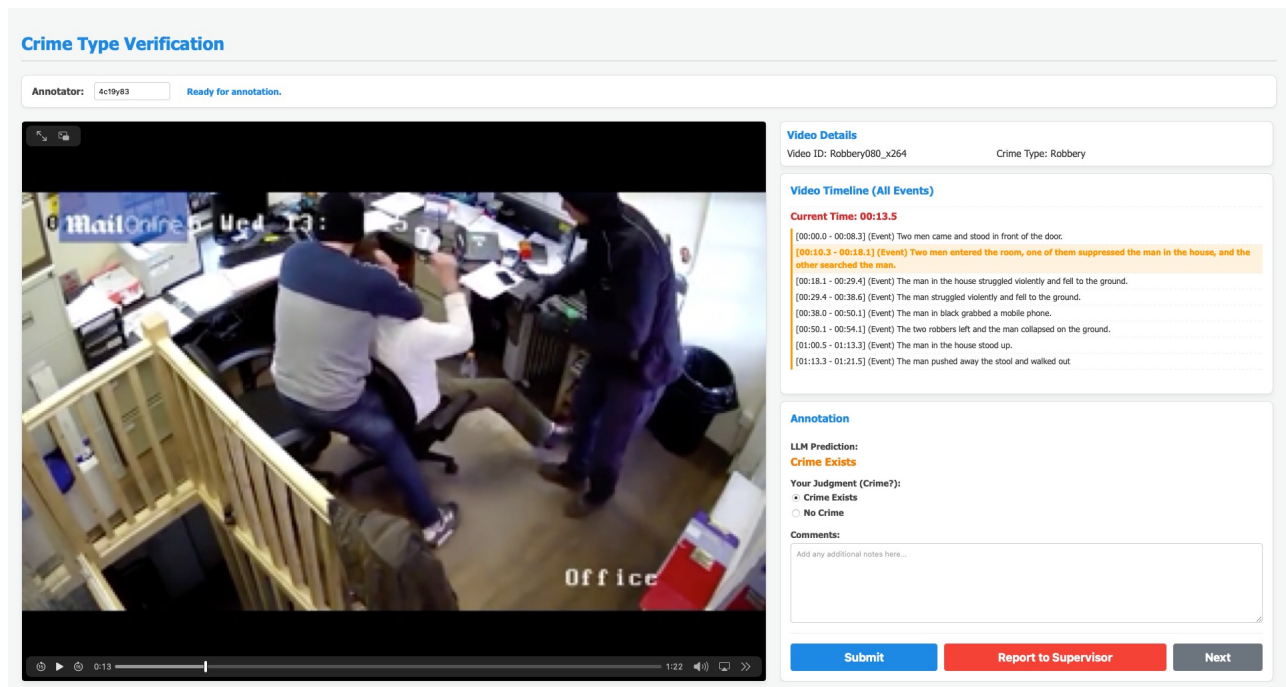 Crime Type Verification
Annotator: 4c19y83 Ready for annotation.
MailOnline
Wed 13:
Office
0:13
1:22
Video Details
Video ID: Robbery080_x264 Crime Type: Robbery
Video Timeline (All Events)
Current Time: 00:13.5
[00:00.0 - 00:08.3] (Event) Two men came and stood in front of the door.
[00:10.3 - 00:18.1] (Event) Two men entered the room, one of them suppressed the man in the house, and the
other searched the man.
[00:18.1 - 00:29.4] (Event) The man in the house struggled violently and fell to the ground.
[00:29.4 - 00:38.6] (Event) The man struggled violently and fell to the ground.
[00:38.0 - 00:50.1] (Event) The man in black grabbed a mobile phone.
[00:50.1 - 00:54.1] (Event) The two robbers left and the man collapsed on the ground.
[01:00.5 - 01:13.3] (Event) The man in the house stood up.
[01:13.3 - 01:21.5] (Event) The man pushed away the stool and walked out
Annotation
LLM Prediction:
Crime Exists
Your Judgment (Crime?):
Crime Exists
No Crime
Comments:
Add any additional notes here...
Submit Report to Supervisor Next